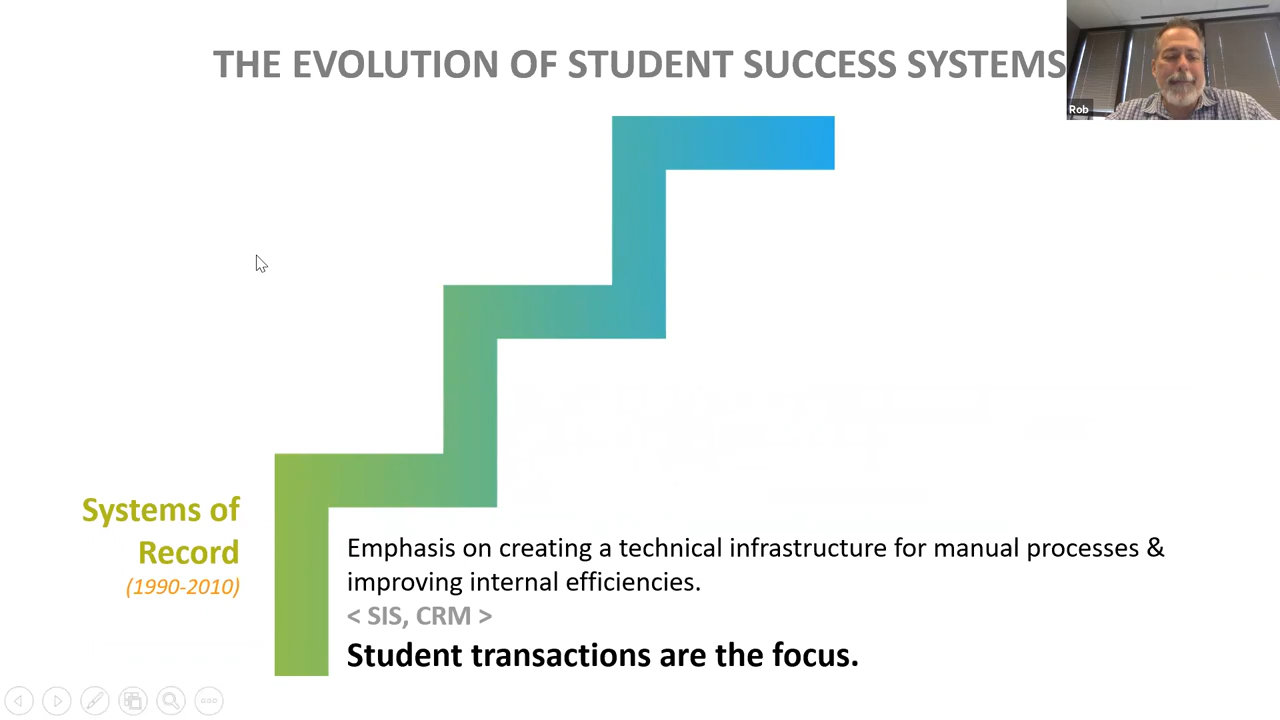 THE EVOLUTION OF STUDENT SUCCESS SYSTEMS
Rob
Systems of
Record
(1990-2010)
Emphasis on creating a technical infrastructure for manual processes &
improving internal efficiencies.
< SIS, CRM >
Student transactions are the focus.